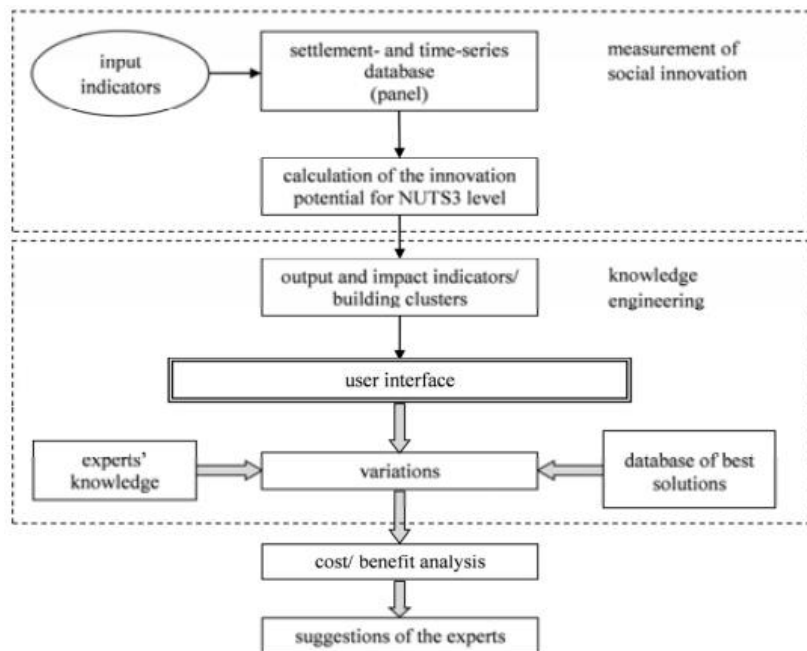 input
indicators
settlement- and time-series
database
(panel)
measurement of
social innovation
calculation of the innovation
potential for NUTS3 level
output and impact indicators/
building clusters
knowledge
engineering
user interface
experts'
knowledge
variations
database of best
solutions
cost/ benefit analysis
suggestions of the experts